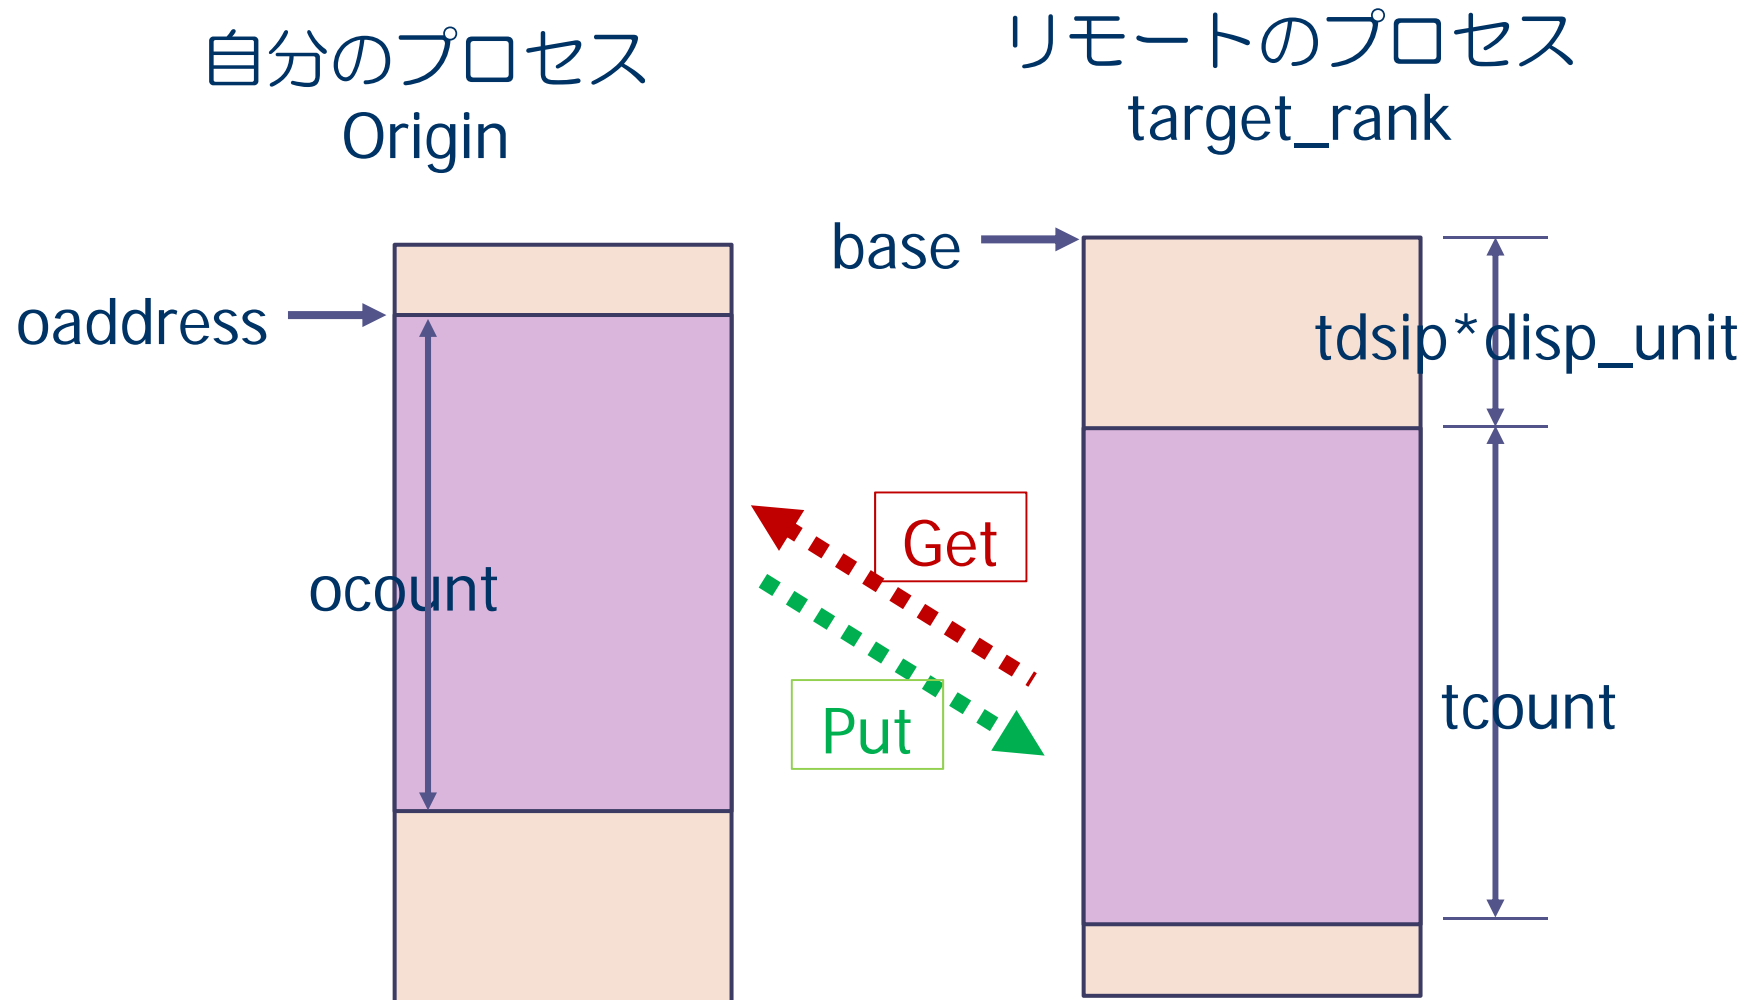 自分のプロセス
Origin
リモートのプロセス
target_rank
base
oaddress
tdsip*disp_unit
Get
ocount
Put
tcount